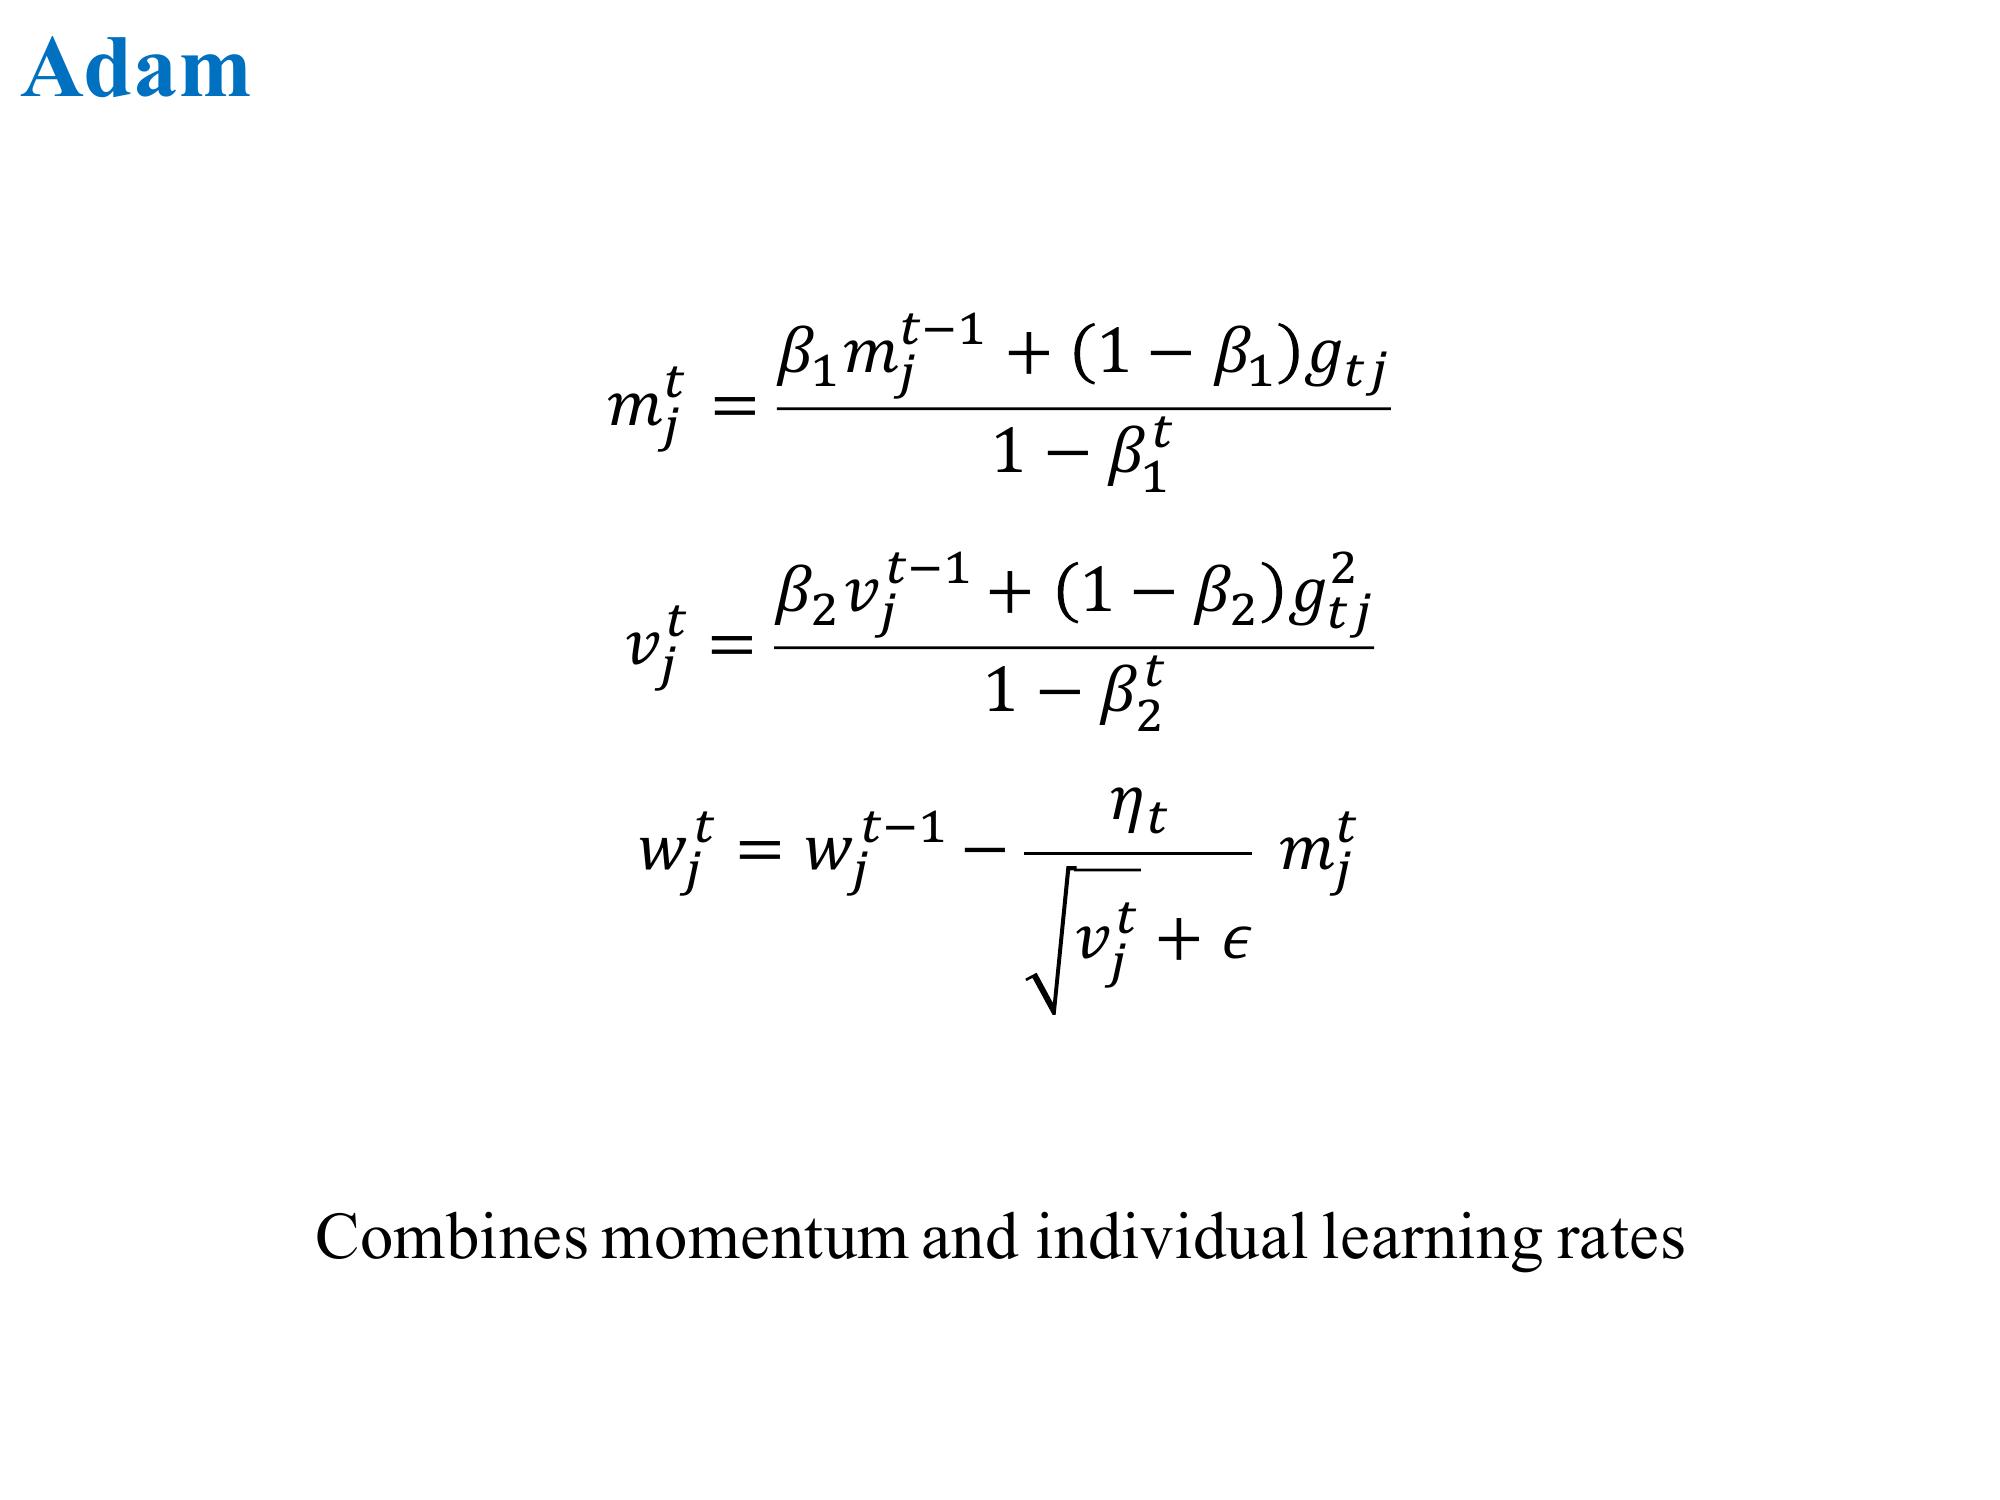 Adam
$m_j^t = \frac{\beta_1 m_j^{t-1} + (1 - \beta_1) g_{tj}}{1 - \beta_1^t}$
$v_j^t = \frac{\beta_2 v_j^{t-1} + (1 - \beta_2) g_{tj}^2}{1 - \beta_2^t}$
$w_j^t = w_j^{t-1} - \frac{\eta_t}{\sqrt{v_j^t} + \epsilon} m_j^t$
Combines momentum and individual learning rates